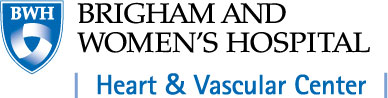 BWH
BRIGHAM AND
WOMEN'S HOSPITAL
Heart & Vascular Center